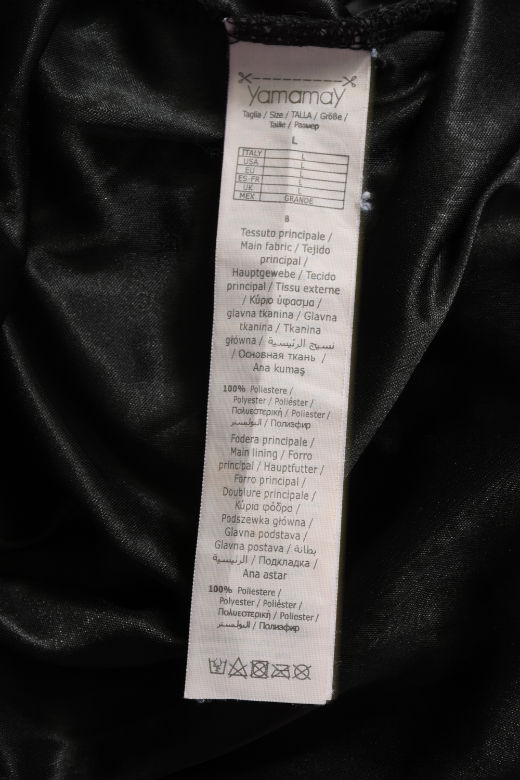 yamamay
Taglia / Size / TALLA / Größe /
Taille / Размер
L
ITALY L
USA L
EU L
ES-FR L
UK L
MEX GRANDE
8
Tessuto principale /
Main fabric / Tejido
principal /
Hauptgewebe / Tecido
principal / Tissu externe
/ Κύριο ύφασμα /
glavna tkanina / Glavna
tkanina / Tkanina
główna / نسيج الرئيسية
/ Основная ткань /
Ana kumaş
100% Poliestere /
Polyester / Poliéster /
Πολυεστερική / Poliester /
البوليستر / Полиэфир
Fodera principale /
Main lining / Forro
principal / Hauptfutter /
Forro principal /
Doublure principale /
Κύρια φόδρα /
Podszewka główna /
Glavna podstava /
Glavna postava / بطانة
الرئيسية / Подкладка /
Ana astar
100% Poliestere /
Polyester / Poliéster /
Πολυεστερική / Poliester /
البوليستر / Полиэфир